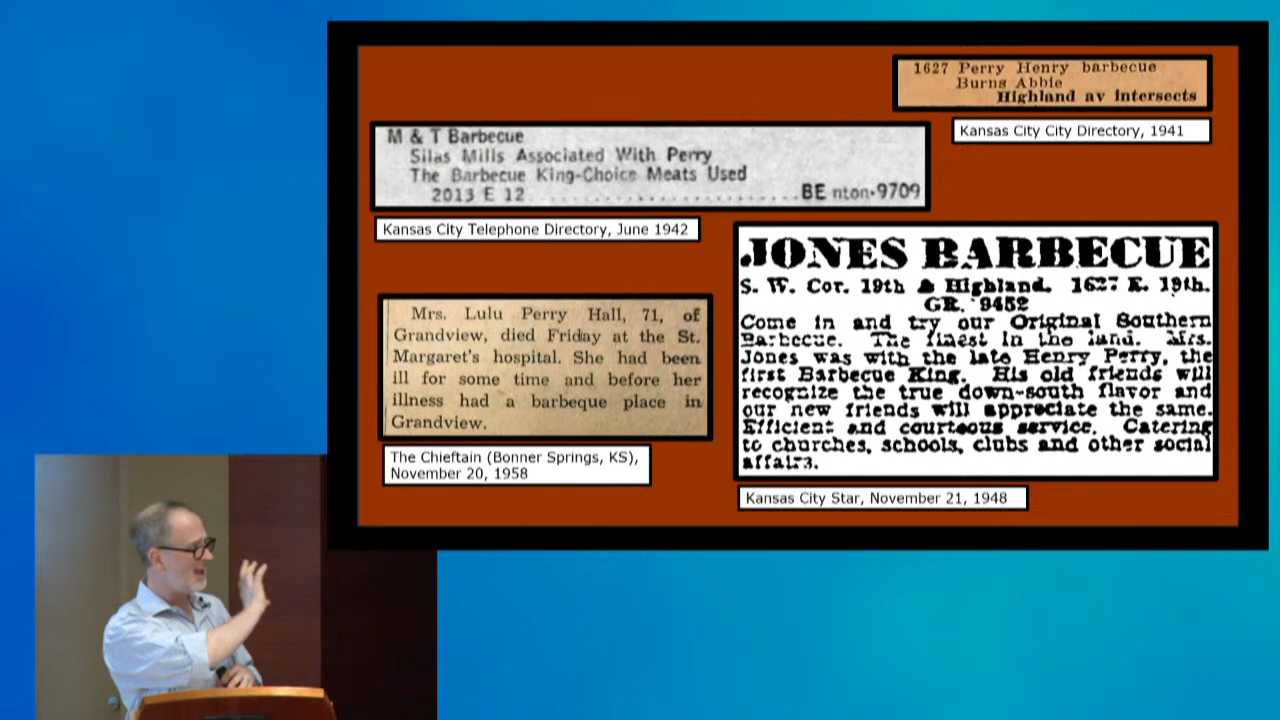 1627 Perry Henry barbecue
Burns Abbie
Highland av intersects
Kansas City City Directory, 1941
M & T Barbecue
Silas Mills Associated With Perry
The Barbecue King-Choice Meats Used
2013 E 12 ............................ BE nton-9709
Kansas City Telephone Directory, June 1942
JONES BARBECUE
S. W. Cor. 19th & Highland. 1627 E. 19th.
GR. 9452
Come in and try our Original Southern
Barbecue. The finest in the land. Mrs.
Jones was with the late Henry Perry, the
first Barbecue King. His old friends will
recognize the true down-south flavor and
our new friends will appreciate the same.
Efficient and courteous service. Catering
to churches, schools, clubs and other social
affairs.
Kansas City Star, November 21, 1948
Mrs. Lulu Perry Hall, 71, of
Grandview, died Friday at the St.
Margaret's hospital. She had been
ill for some time and before her
illness had a barbeque place in
Grandview.
The Chieftain (Bonner Springs, KS),
November 20, 1958